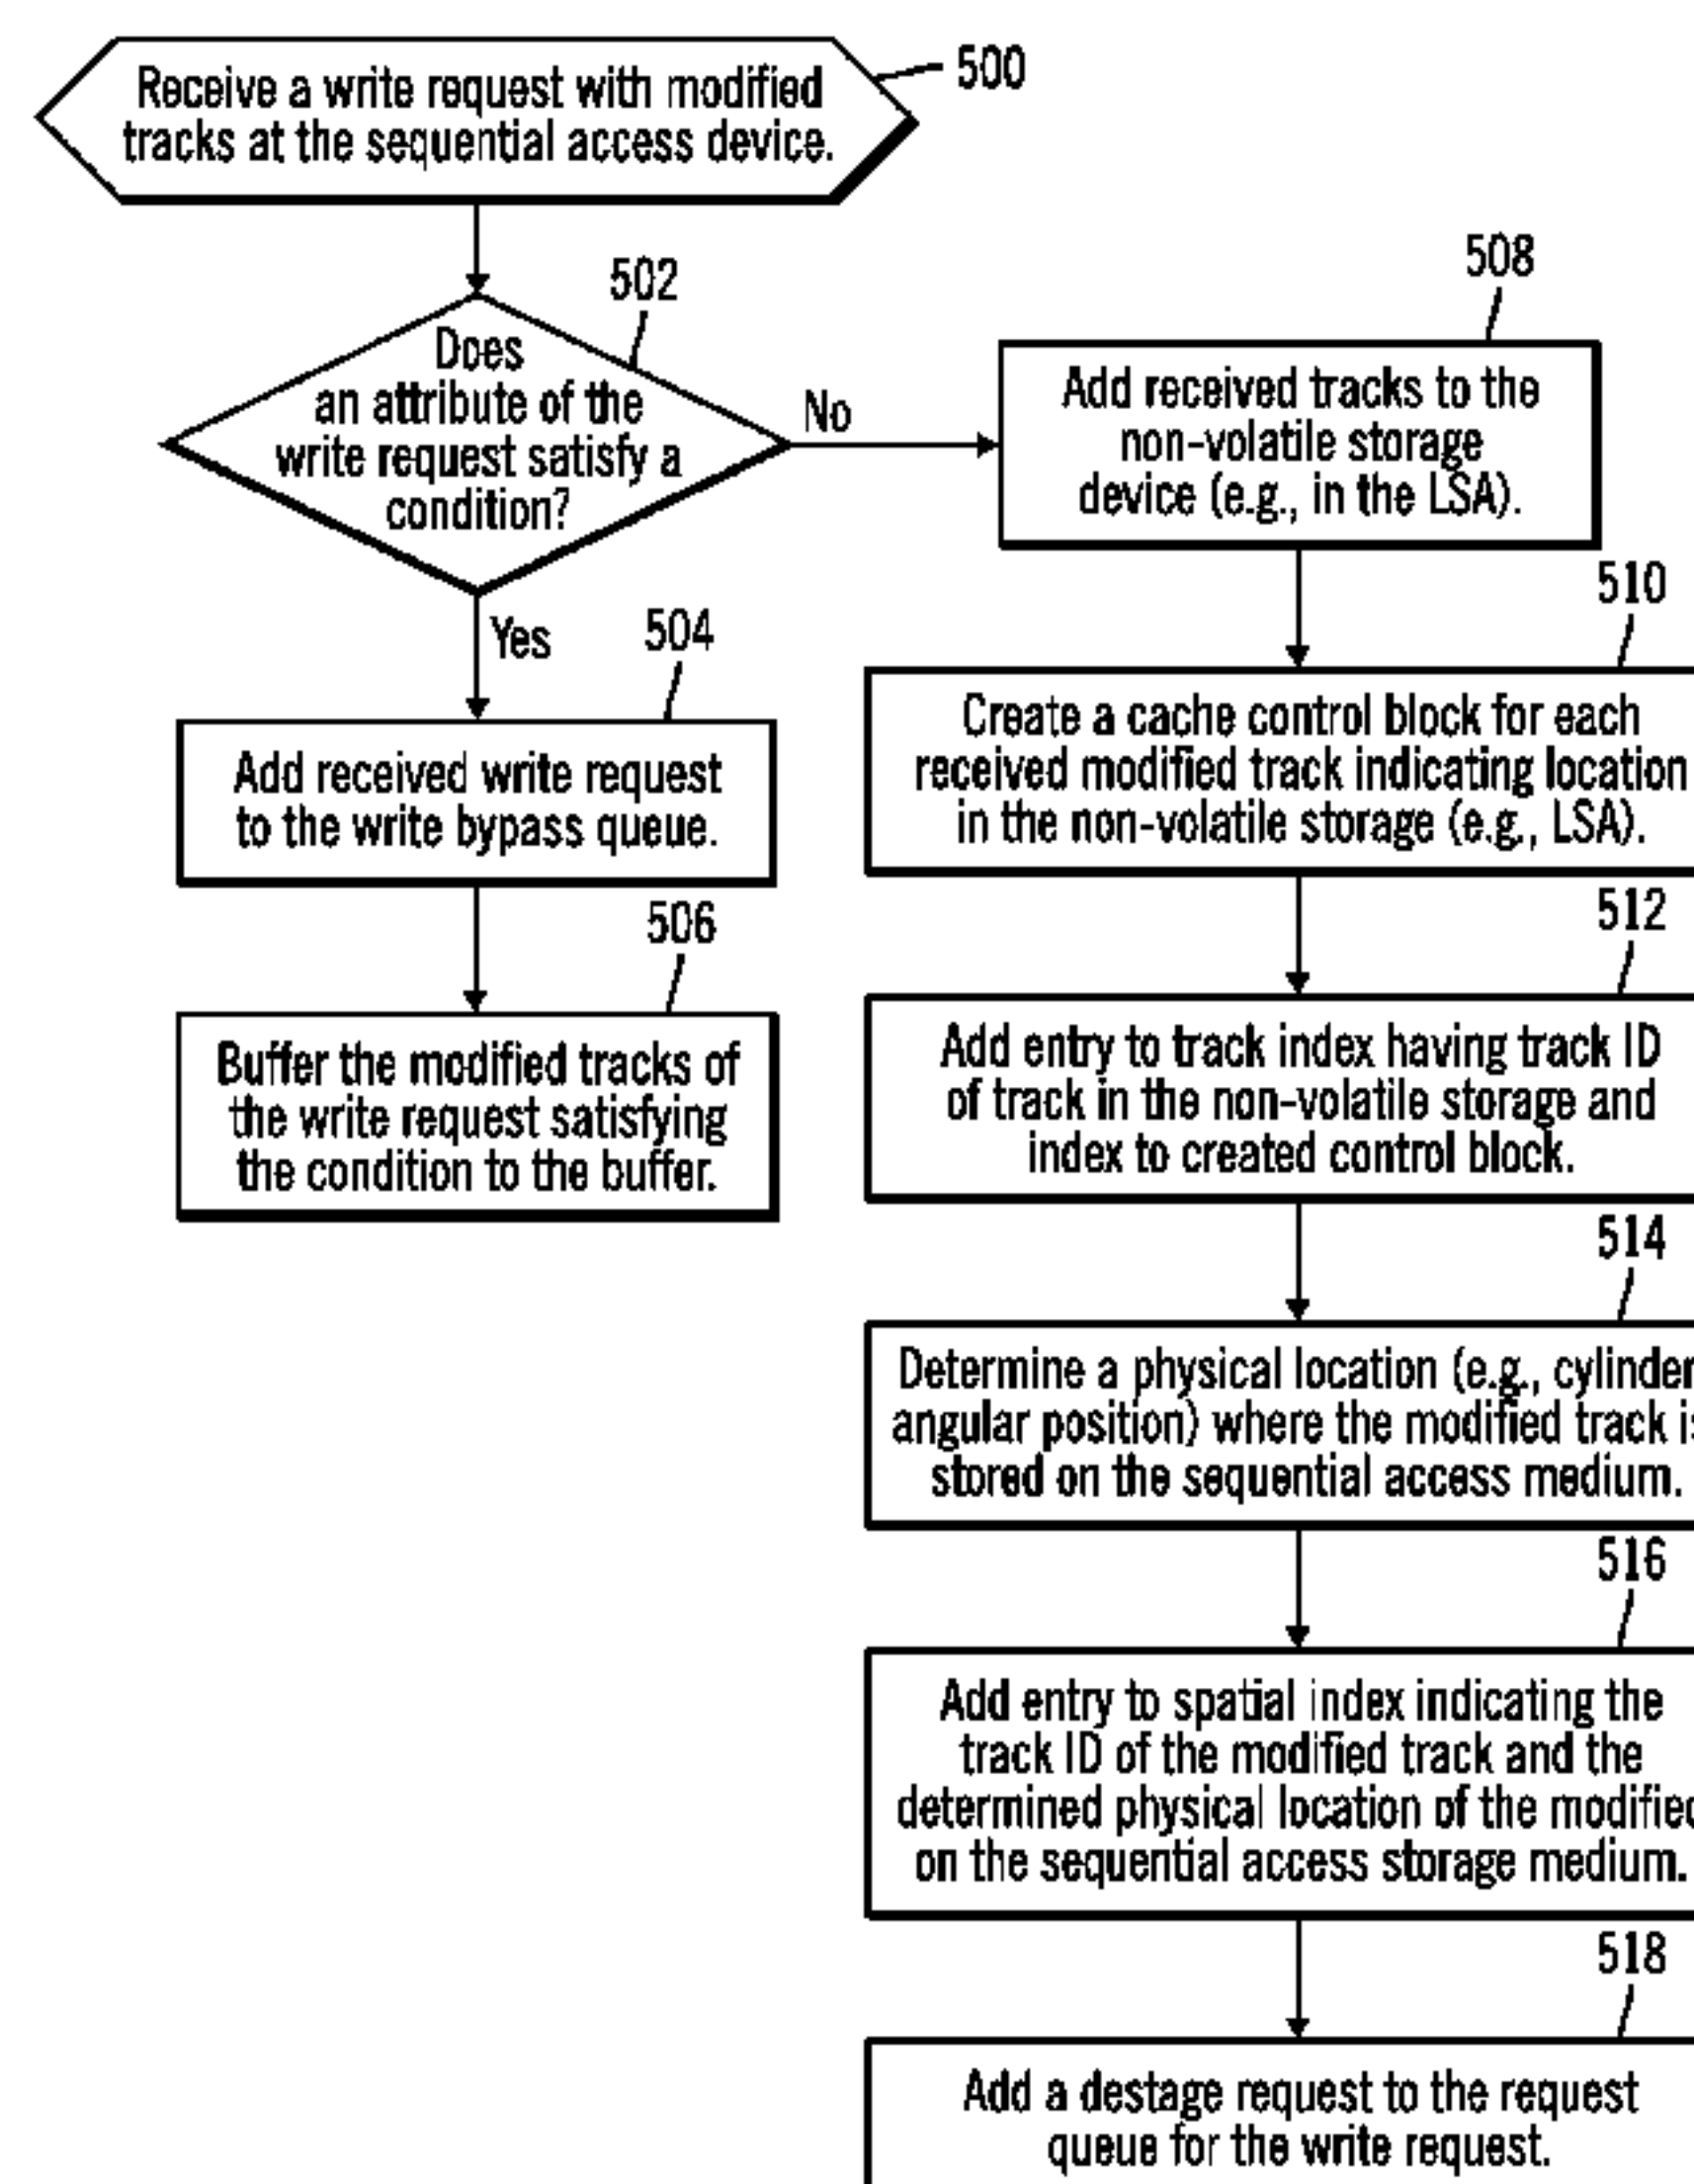 Receive a write request with modified
tracks at the sequential access device.
500
502
Does
an attribute of the
write request satisfy a
condition?
No
Yes
504
Add received write request
to the write bypass queue.
506
Buffer the modified tracks of
the write request satisfying
the condition to the buffer.
508
Add received tracks to the
non-volatile storage
device (e.g., in the LSA).
510
Create a cache control block for each
received modified track indicating location
in the non-volatile storage (e.g., LSA).
512
Add entry to track index having track ID
of track in the non-volatile storage and
index to created control block.
514
Determine a physical location (e.g., cylinder
angular position) where the modified track is
stored on the sequential access medium.
516
Add entry to spatial index indicating the
track ID of the modified track and the
determined physical location of the modified
on the sequential access storage medium.
518
Add a destage request to the request
queue for the write request.